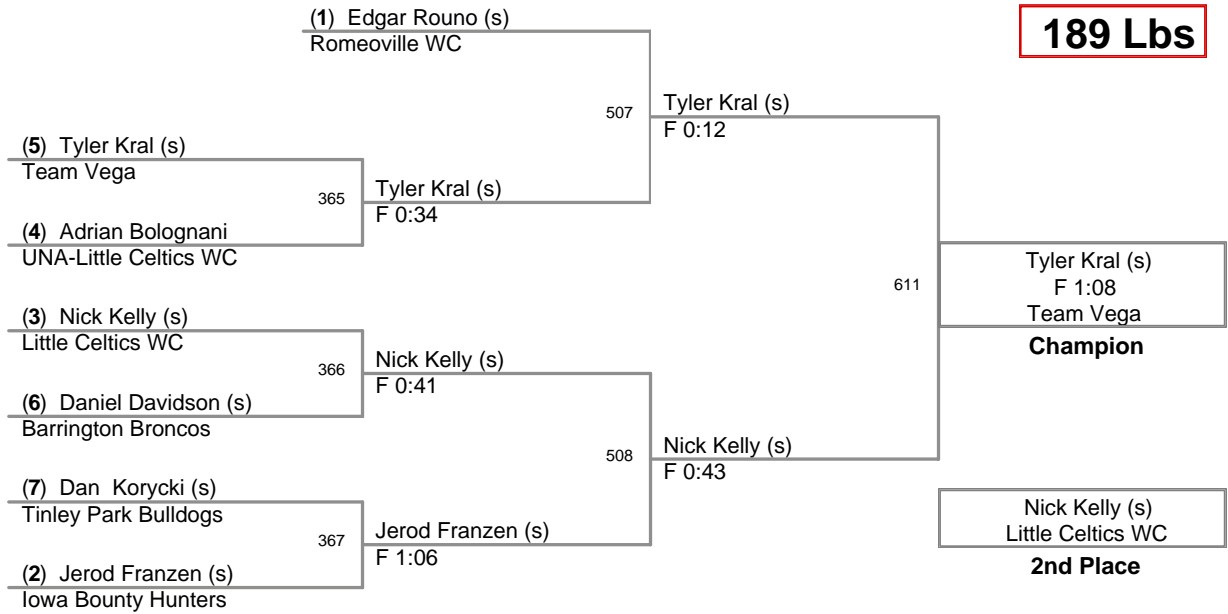 189 Lbs
(1) Edgar Rouno (s)
Romeoville WC
507
Tyler Kral (s)
F 0:12
(5) Tyler Kral (s)
Team Vega
365
Tyler Kral (s)
F 0:34
(4) Adrian Bolognani
UNA-Little Celtics WC
611
Tyler Kral (s)
F 1:08
Team Vega
Champion
(3) Nick Kelly (s)
Little Celtics WC
366
Nick Kelly (s)
F 0:41
(6) Daniel Davidson (s)
Barrington Broncos
508
Nick Kelly (s)
F 0:43
(7) Dan Korycki (s)
Tinley Park Bulldogs
367
Jerod Franzen (s)
F 1:06
(2) Jerod Franzen (s)
Iowa Bounty Hunters
Nick Kelly (s)
Little Celtics WC
2nd Place